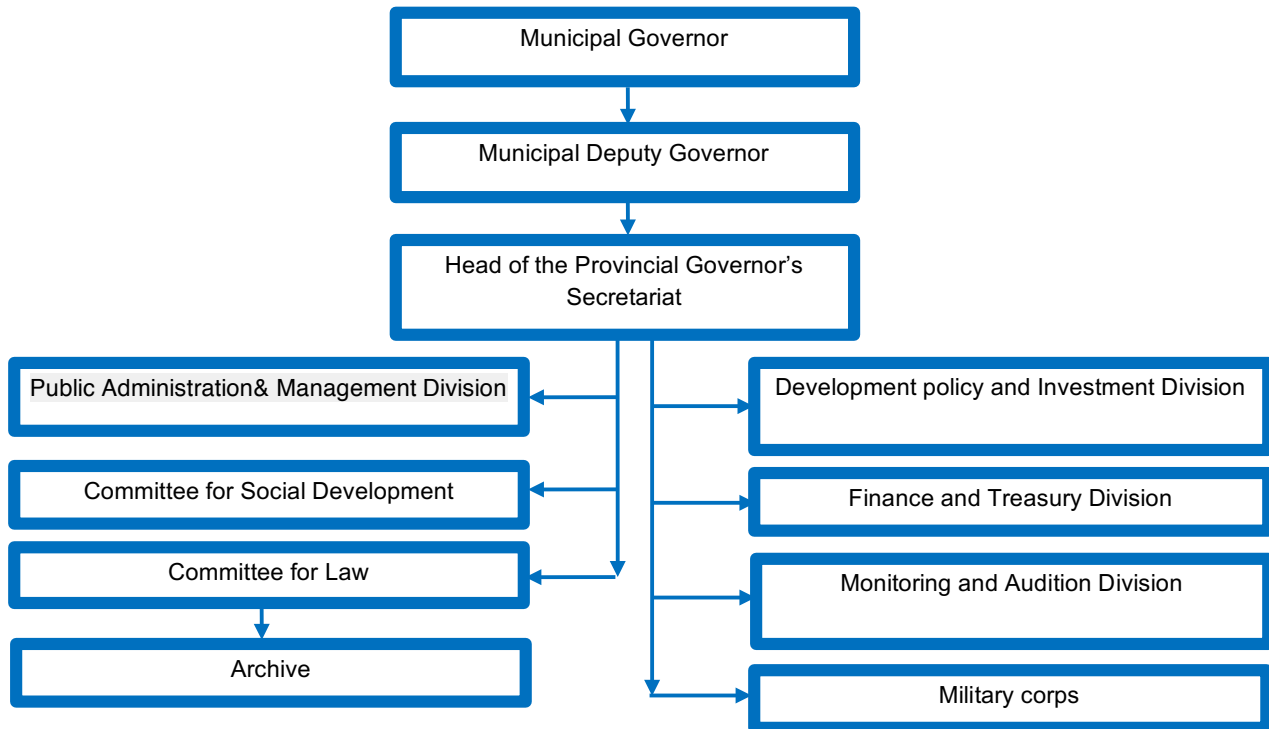 Municipal Governor
Municipal Deputy Governor
Head of the Provincial Governor’s
Secretariat
Public Administration& Management Division
Committee for Social Development
Committee for Law
Archive
Development policy and Investment Division
Finance and Treasury Division
Monitoring and Audition Division
Military corps